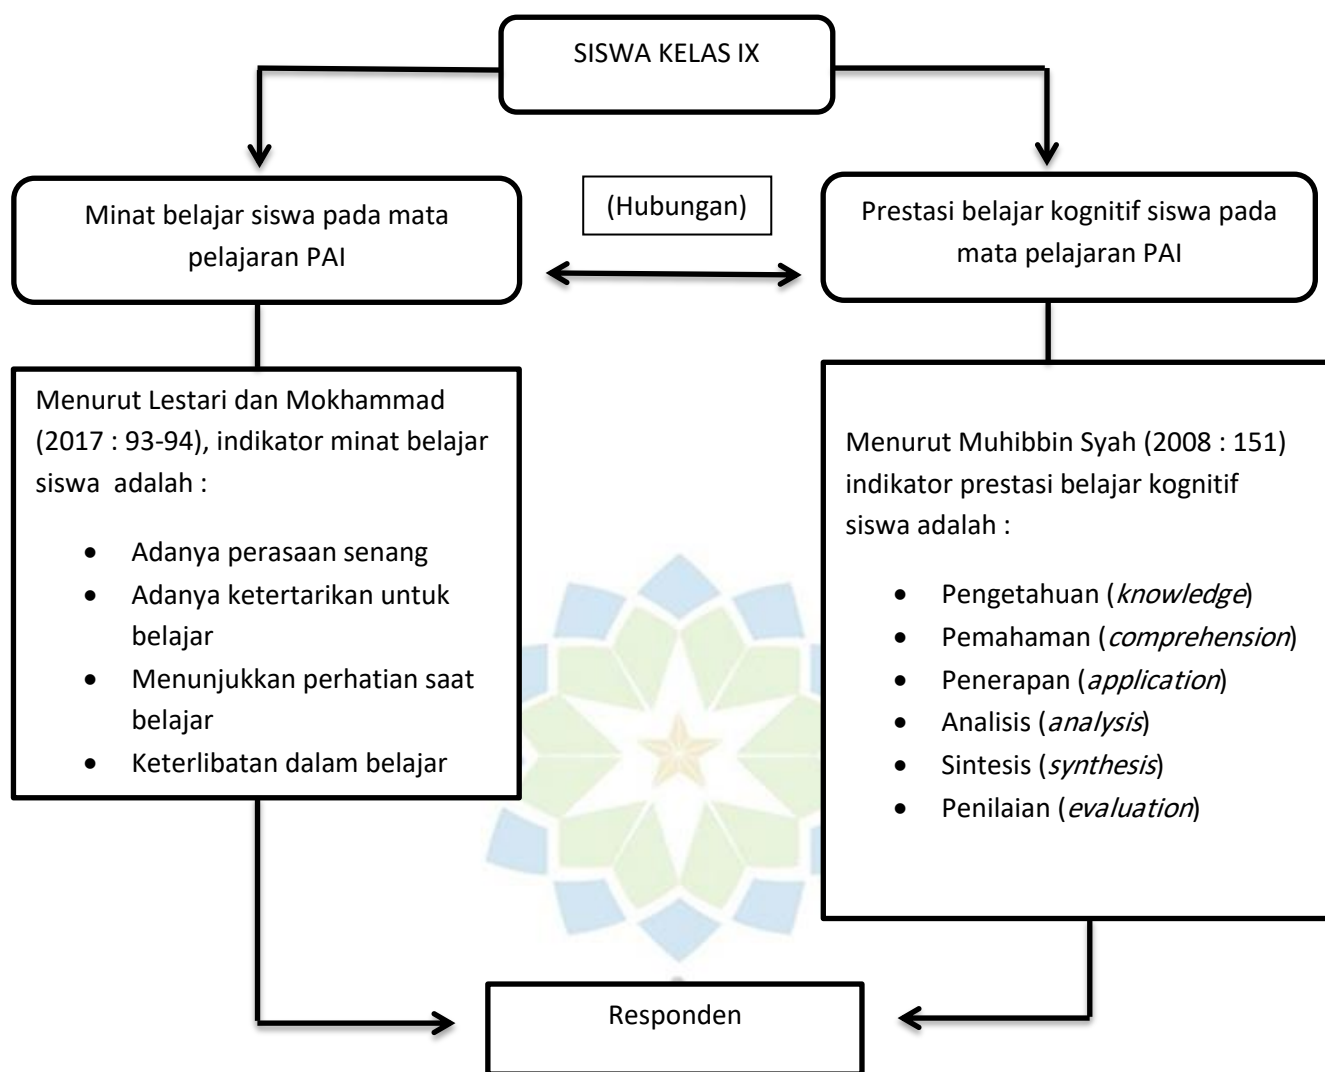 SISWA KELAS IX
Minat belajar siswa pada mata
pelajaran PAI
(Hubungan)
Prestasi belajar kognitif siswa pada
mata pelajaran PAI
Menurut Lestari dan Mokhammad
(2017 : 93-94), indikator minat belajar
siswa  adalah :
• Adanya perasaan senang
• Adanya ketertarikan untuk
belajar
• Menunjukkan perhatian saat
belajar
• Keterlibatan dalam belajar
Menurut Muhibbin Syah (2008 : 151)
indikator prestasi belajar kognitif
siswa adalah :
• Pengetahuan (knowledge)
• Pemahaman (comprehension)
• Penerapan (application)
• Analisis (analysis)
• Sintesis (synthesis)
• Penilaian (evaluation)
Responden